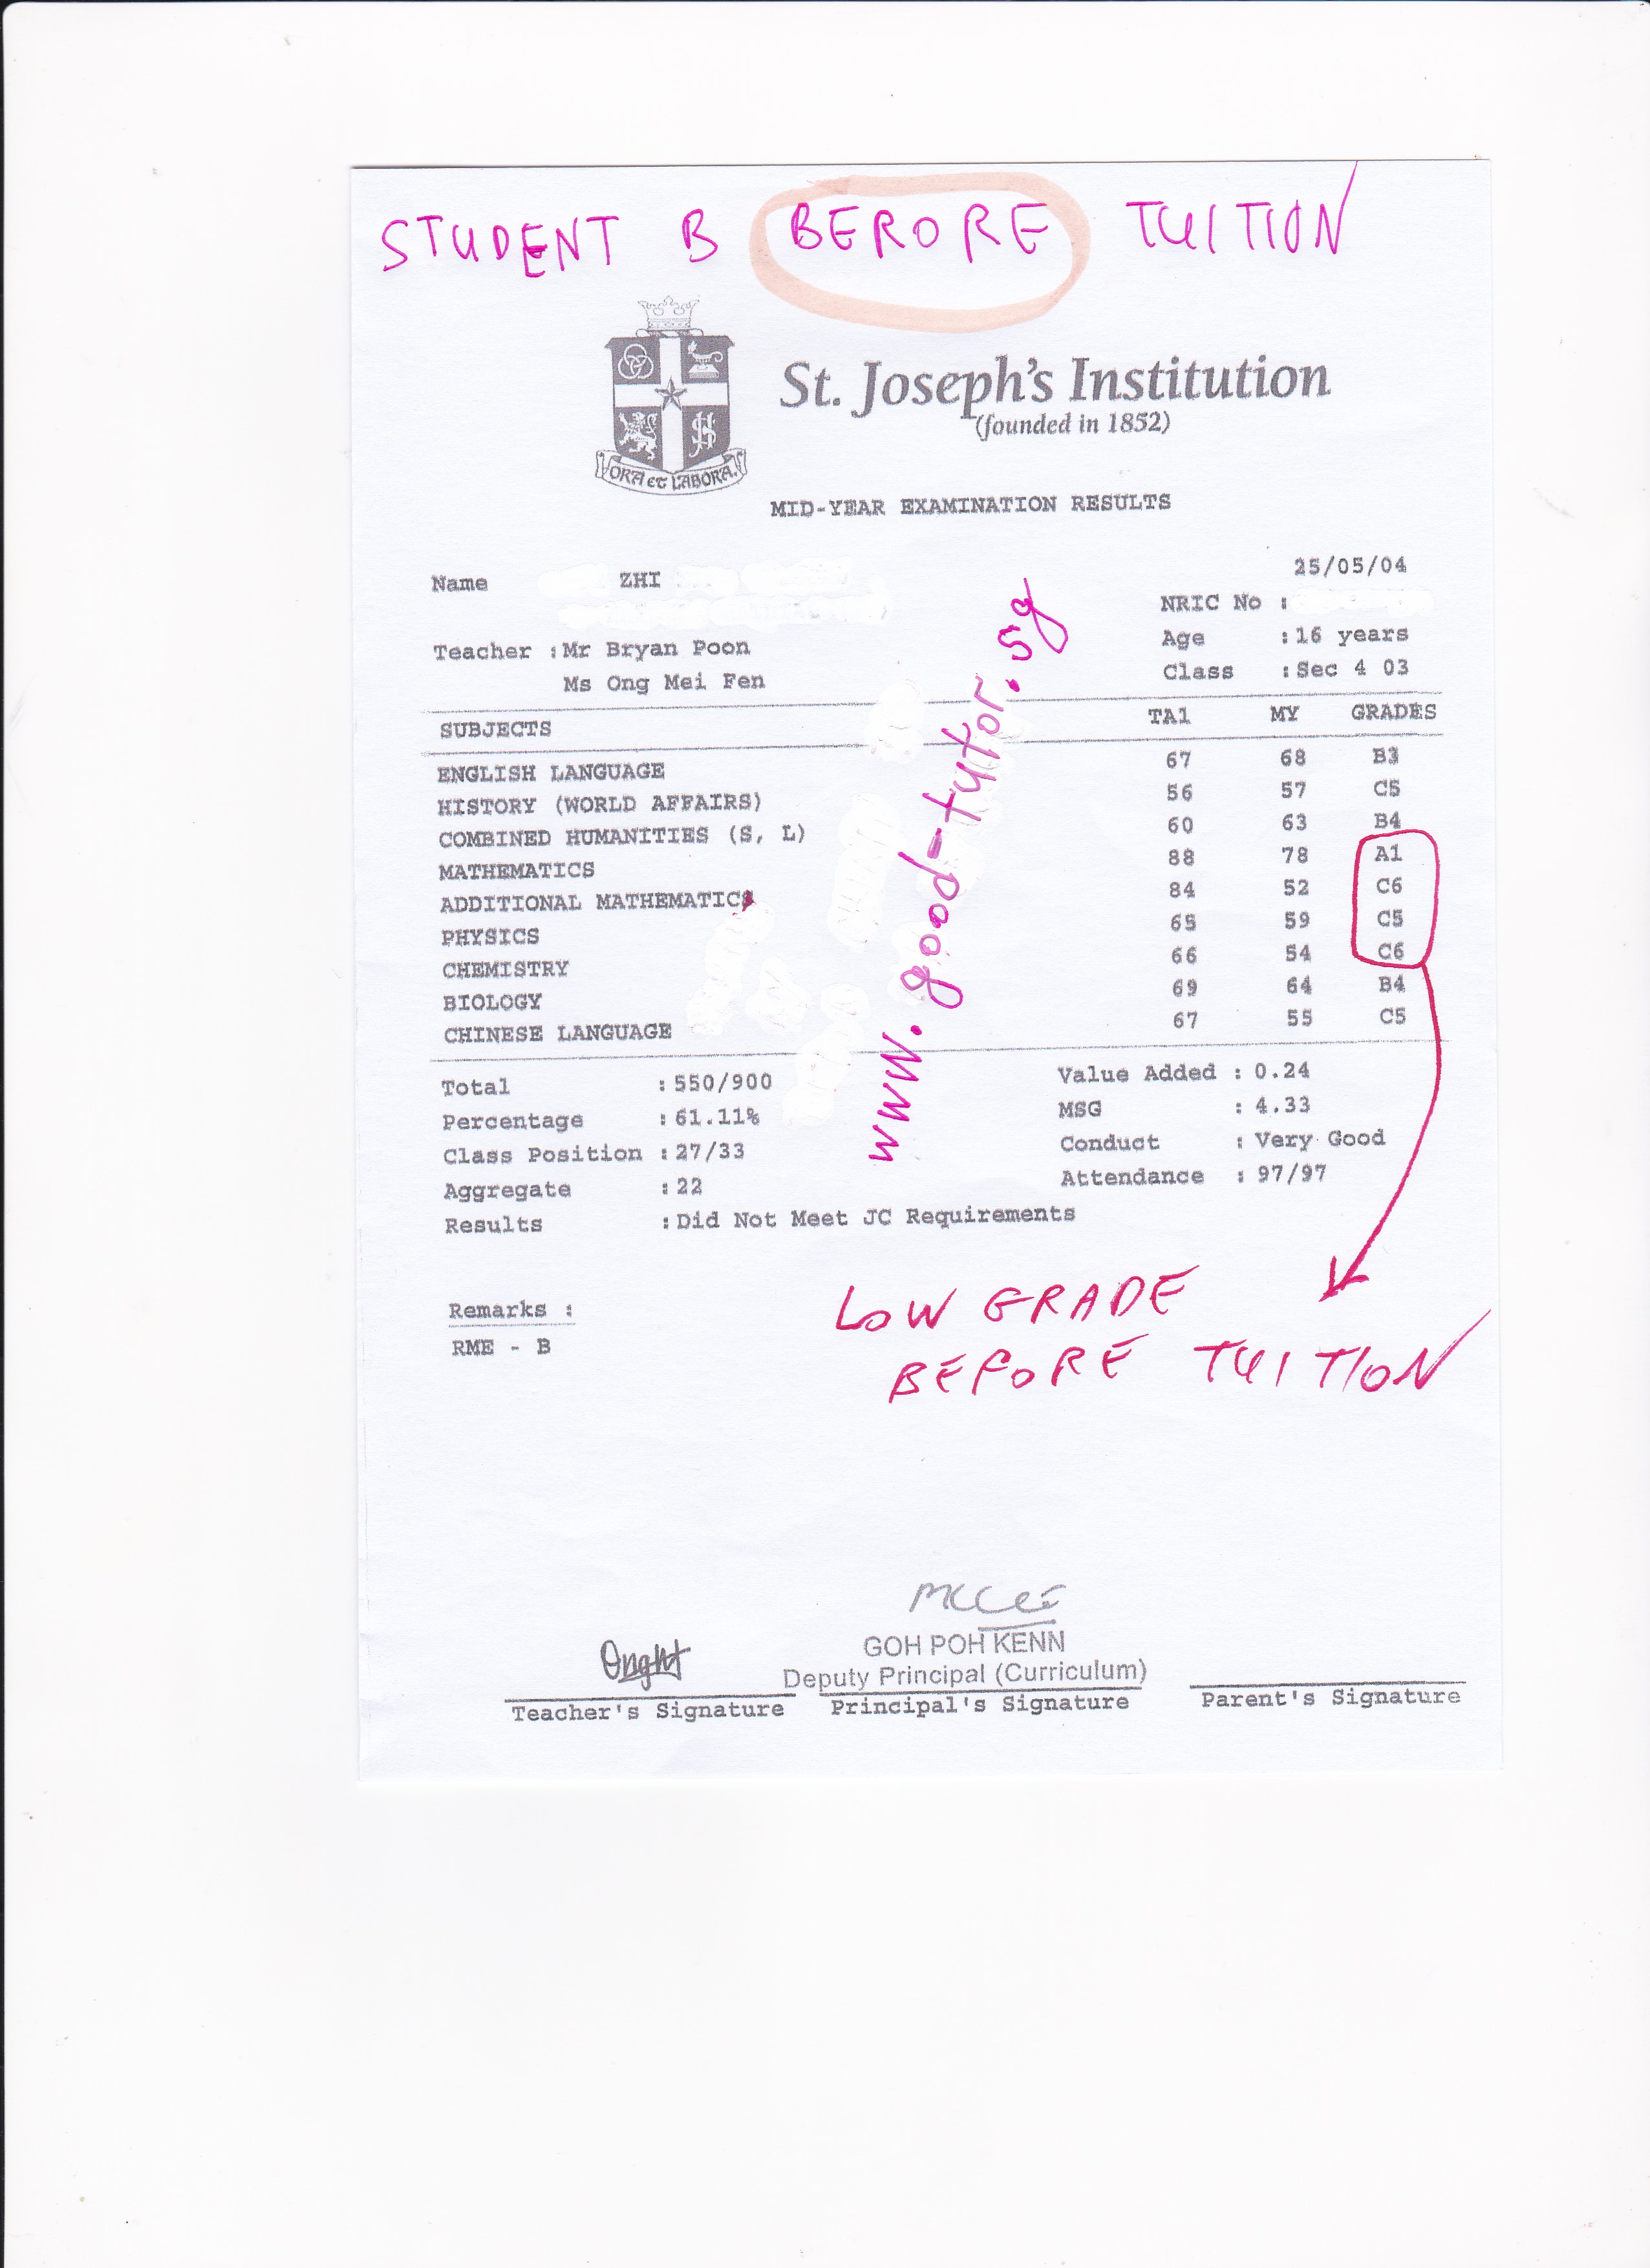 STUDENT B BERORE TUITION
ORA ET LABORA
St. Joseph's Institution
(founded in 1852)
MID-YEAR EXAMINATION RESULTS
25/05/04
Name ZHI
NRIC No :
Teacher : Mr Bryan Poon
Age : 16 years
Ms Ong Mei Fen
Class : Sec 4 03
www.good-tutor.sg
SUBJECTS TA1 MY GRADES
ENGLISH LANGUAGE 67 68 B3
HISTORY (WORLD AFFAIRS) 56 57 C5
COMBINED HUMANITIES (S, L) 60 63 B4
MATHEMATICS 88 78 A1
ADDITIONAL MATHEMATICS 84 52 C6
PHYSICS 65 59 C5
CHEMISTRY 66 54 C6
BIOLOGY 69 64 B4
CHINESE LANGUAGE 67 55 C5
Total : 550/900 Value Added : 0.24
Percentage : 61.11% MSG : 4.33
Class Position : 27/33 Conduct : Very Good
Aggregate : 22 Attendance : 97/97
Results : Did Not Meet JC Requirements
LOW GRADE
BEFORE TUITION
Remarks :
RME - B
GOH POH KENN
Deputy Principal (Curriculum)
Teacher's Signature Principal's Signature Parent's Signature